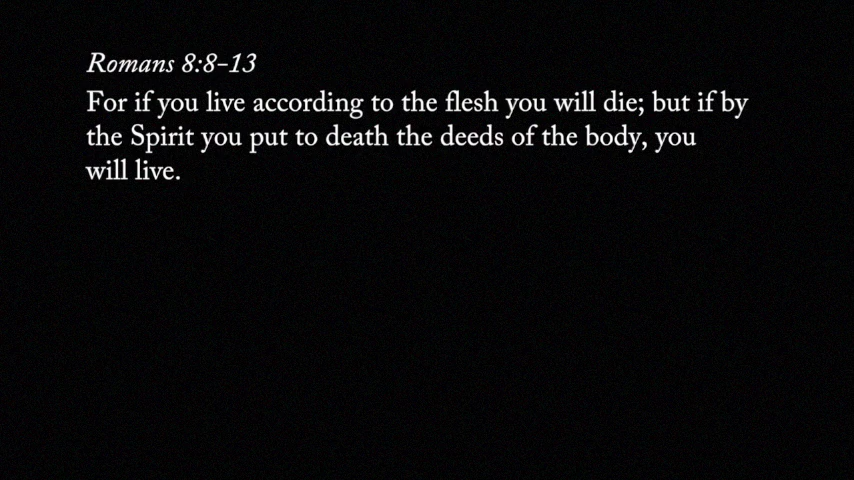 Romans 8:8–13
For if you live according to the flesh you will die; but if by
the Spirit you put to death the deeds of the body, you
will live.